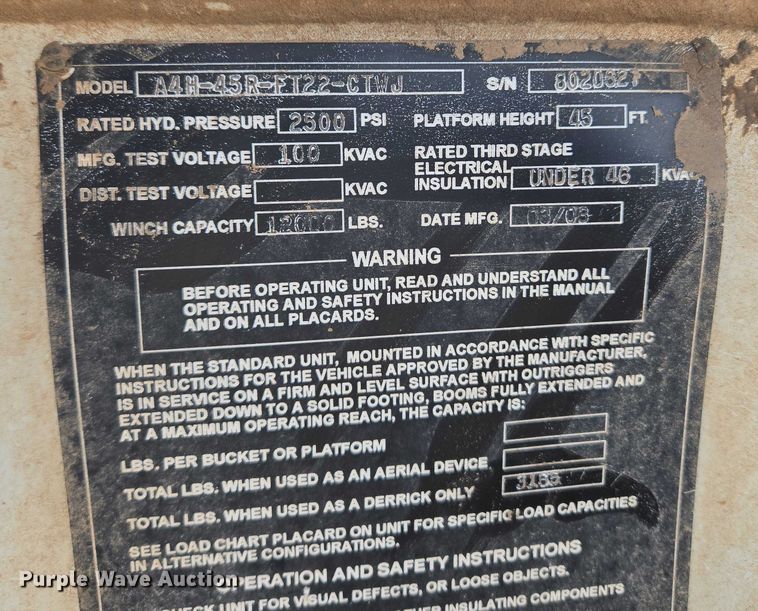 MODEL A4H-45R-FT22-CTWJ S/N 802062
RATED HYD. PRESSURE 2500 PSI PLATFORM HEIGHT 45 FT.
MFG. TEST VOLTAGE 100 KVAC RATED THIRD STAGE
ELECTRICAL
INSULATION UNDER 46 KVAC
DIST. TEST VOLTAGE KVAC
WINCH CAPACITY 12000 LBS. DATE MFG. 03/08
WARNING
BEFORE OPERATING UNIT, READ AND UNDERSTAND ALL
OPERATING AND SAFETY INSTRUCTIONS IN THE MANUAL
AND ON ALL PLACARDS.
WHEN THE STANDARD UNIT, MOUNTED IN ACCORDANCE WITH SPECIFIC
INSTRUCTIONS FOR THE VEHICLE APPROVED BY THE MANUFACTURER,
IS IN SERVICE ON A FIRM AND LEVEL SURFACE WITH OUTRIGGERS
EXTENDED DOWN TO A SOLID FOOTING, BOOMS FULLY EXTENDED AND
AT A MAXIMUM OPERATING REACH, THE CAPACITY IS:
LBS. PER BUCKET OR PLATFORM
TOTAL LBS. WHEN USED AS AN AERIAL DEVICE
TOTAL LBS. WHEN USED AS A DERRICK ONLY
SEE LOAD CHART PLACARD ON UNIT FOR SPECIFIC LOAD CAPACITIES
IN ALTERNATIVE CONFIGURATIONS.
OPERATION AND SAFETY INSTRUCTIONS
CHECK UNIT FOR VISUAL DEFECTS, OR LOOSE OBJECTS.
OTHER INSULATING COMPONENTS
Purple Wave Auction